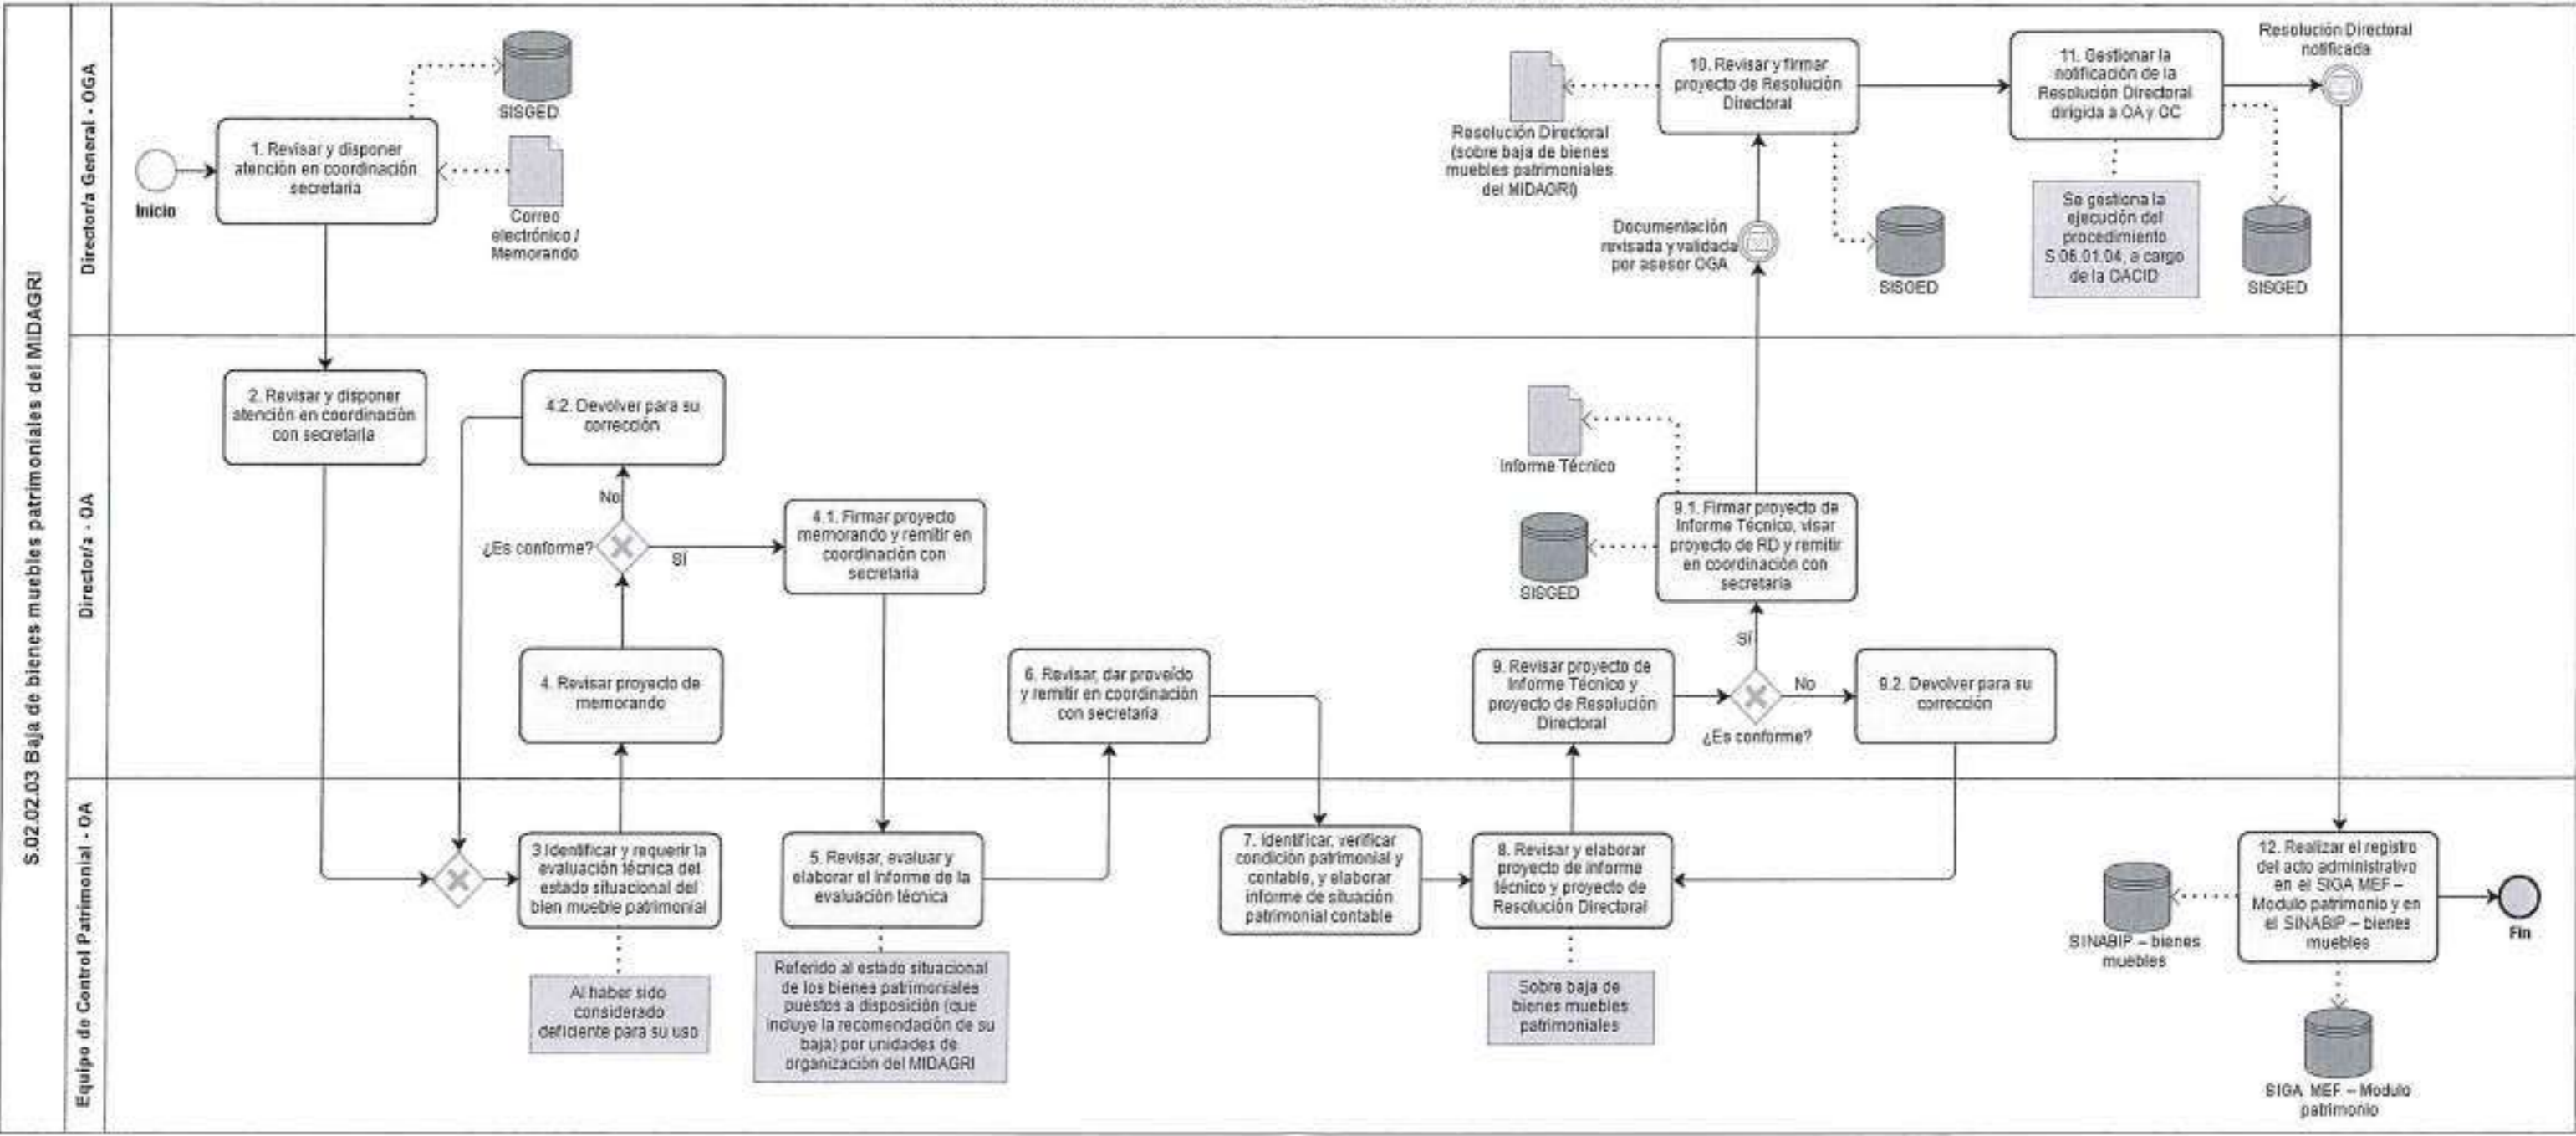 S.02.02.03 Baja de bienes muebles patrimoniales del MIDAGRI
Director/a General - OGA
Inicio
1. Revisar y disponer
atención en coordinación
secretaria
SISGED
Correo
electrónico /
Memorando
Resolución Directoral
(sobre baja de bienes
muebles patrimoniales
del MIDAGRI)
10. Revisar y firmar
proyecto de Resolución
Directoral
Documentación
revisada y validada
por asesor OGA
SISGED
11. Gestionar la
notificación de la
Resolución Directoral
dirigida a OA y OC
Se gestiona la
ejecución del
procedimiento
S.06.01.04, a cargo
de la OACID
SISGED
Resolución Directoral
notificada
Director/a - OA
2. Revisar y disponer
atención en coordinación
con secretaria
4.2. Devolver para su
corrección
No
¿Es conforme?
Sí
4.1. Firmar proyecto
memorando y remitir en
coordinación con
secretaria
4. Revisar proyecto de
memorando
6. Revisar, dar proveído
y remitir en coordinación
con secretaria
Informe Técnico
SISGED
9.1. Firmar proyecto de
Informe Técnico, visar
proyecto de RD y remitir
en coordinación con
secretaria
Sí
9. Revisar proyecto de
Informe Técnico y
proyecto de Resolución
Directoral
No
¿Es conforme?
9.2. Devolver para su
corrección
Equipo de Control Patrimonial - OA
3.Identificar y requerir la
evaluación técnica del
estado situacional del
bien mueble patrimonial
Al haber sido
considerado
deficiente para su uso
5. Revisar, evaluar y
elaborar el informe de la
evaluación técnica
Referido al estado situacional
de los bienes patrimoniales
puestos a disposición (que
incluye la recomendación de su
baja) por unidades de
organización del MIDAGRI
7. Identificar, verificar
condición patrimonial y
contable, y elaborar
informe de situación
patrimonial contable
8. Revisar y elaborar
proyecto de informe
técnico y proyecto de
Resolución Directoral
Sobre baja de
bienes muebles
patrimoniales
12. Realizar el registro
del acto administrativo
en el SIGA MEF –
Modulo patrimonio y en
el SINABIP – bienes
muebles
SINABIP – bienes
muebles
SIGA MEF – Modulo
patrimonio
Fin